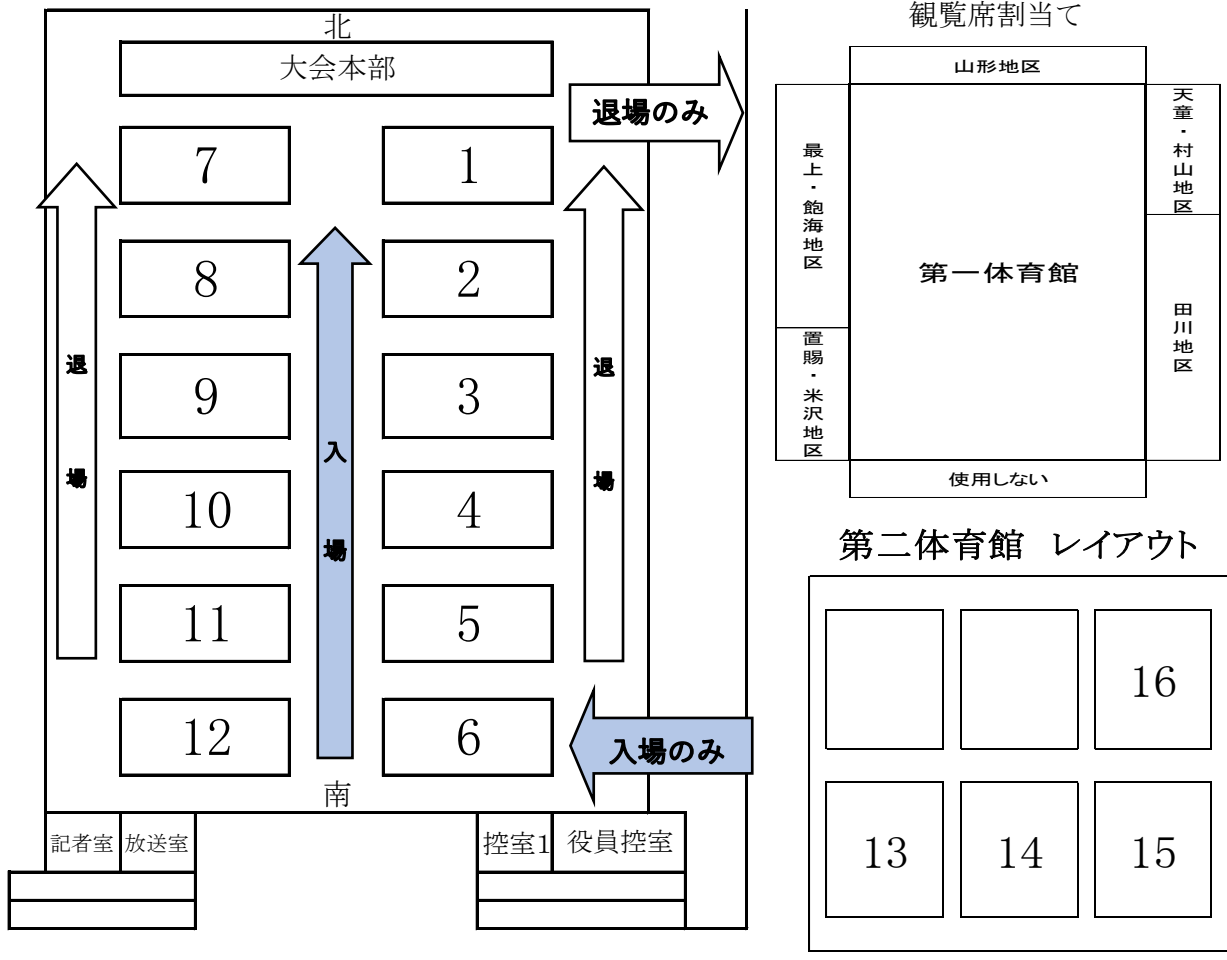 北
大会本部
退場のみ
7
1
8
2
9
3
10
4
11
5
12
6
退場
入場
退場
入場のみ
南
記者室
放送室
控室1
役員控室
観覧席割当て
山形地区
最上・飽海地区
置賜・米沢地区
第一体育館
天童・村山地区
田川地区
使用しない
第二体育館 レイアウト
16
13
14
15